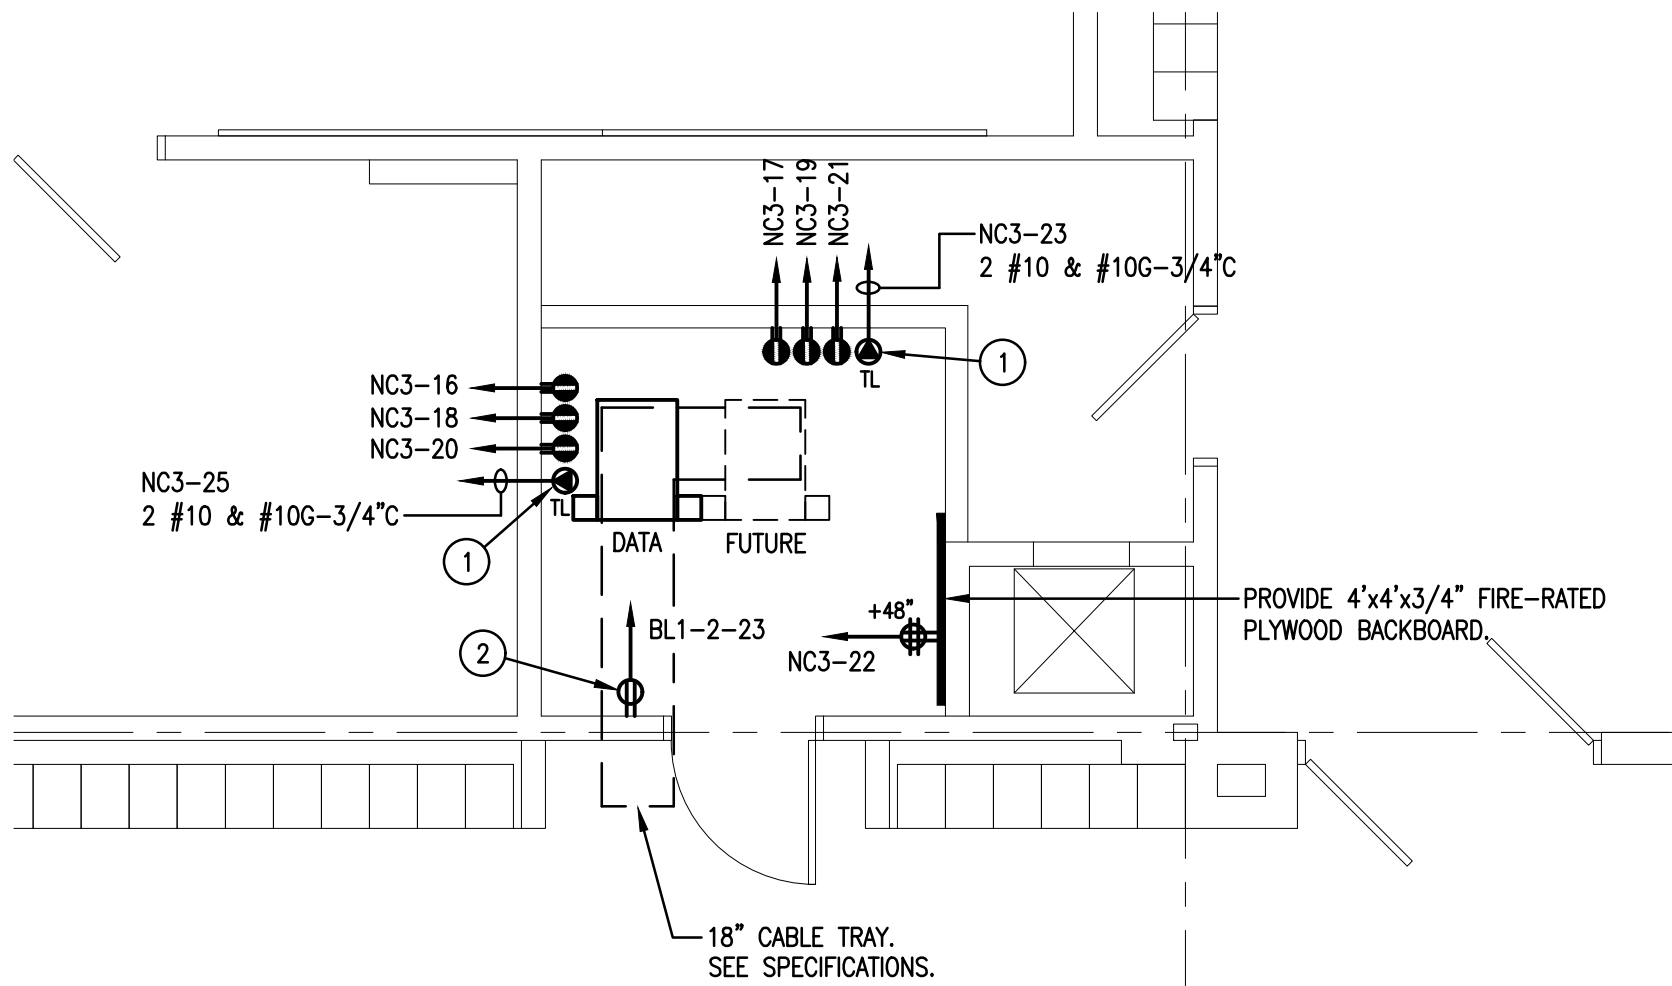 NC3-17
NC3-19
NC3-21
NC3-23
2 #10 & #10G-3/4"C
1
TL
NC3-16
NC3-18
NC3-20
NC3-25
2 #10 & #10G-3/4"C
TL
1
DATA
FUTURE
+48"
BL1-2-23
2
NC3-22
PROVIDE 4'x4'x3/4" FIRE-RATED
PLYWOOD BACKBOARD.
18" CABLE TRAY.
SEE SPECIFICATIONS.